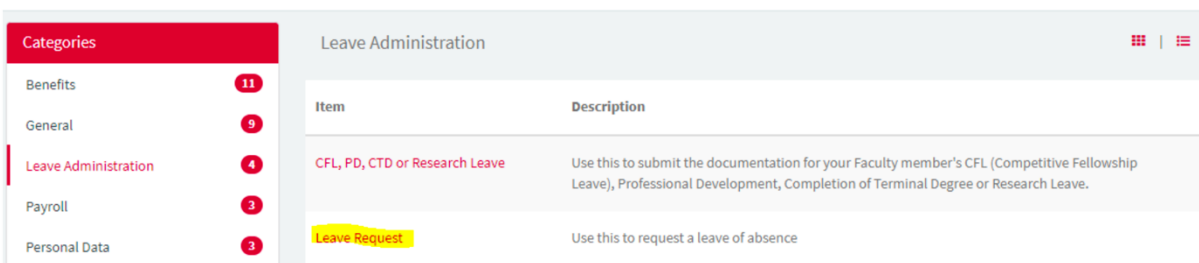 Categories
Benefits 11
General 9
Leave Administration 4
Payroll 3
Personal Data 3
Leave Administration
Item Description
CFL, PD, CTD or Research Leave Use this to submit the documentation for your Faculty member's CFL (Competitive Fellowship
Leave), Professional Development, Completion of Terminal Degree or Research Leave.
Leave Request Use this to request a leave of absence